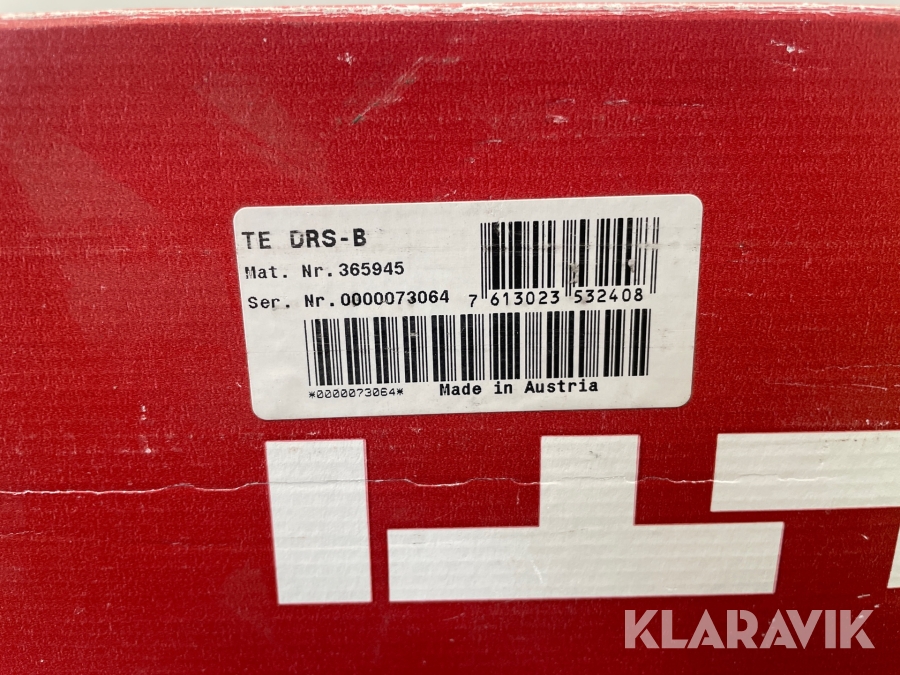 TE DRS-B
Mat. Nr. 365945
Ser. Nr. 0000073064
7 613023 532408
*0000073064*
Made in Austria
KLARAVIK